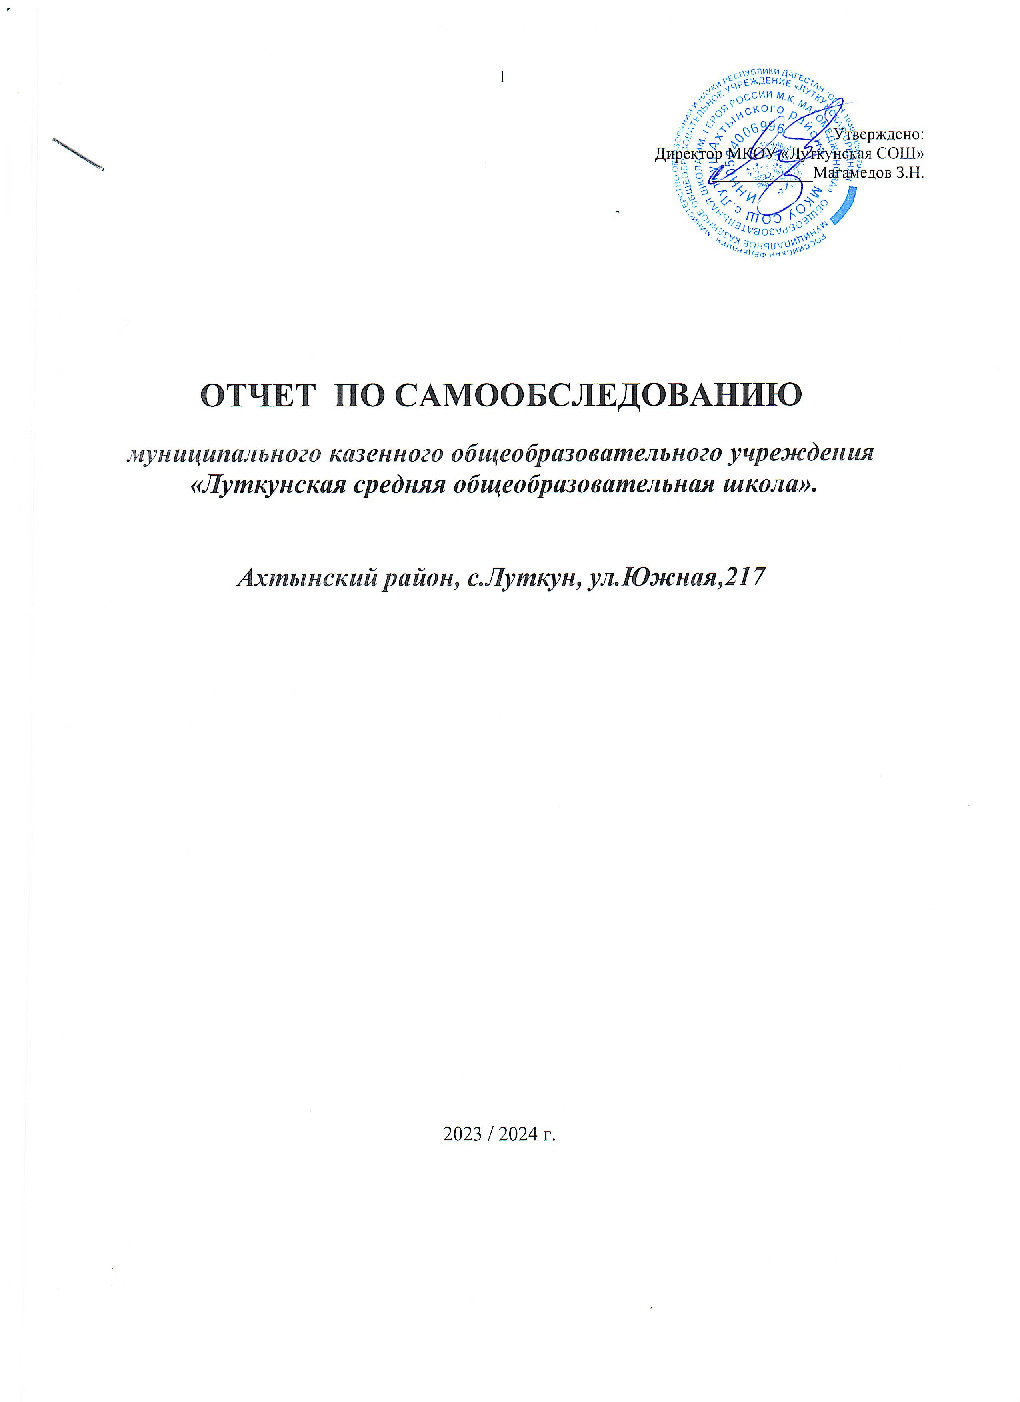 1
Утверждено:
Директор МКОУ «Луткунская СОШ»
Магамедов З.Н.
ОТЧЕТ ПО САМООБСЛЕДОВАНИЮ
муниципального казенного общеобразовательного учреждения
«Луткунская средняя общеобразовательная школа».
Ахтынский район, с.Луткун, ул.Южная,217
2023 / 2024 г.